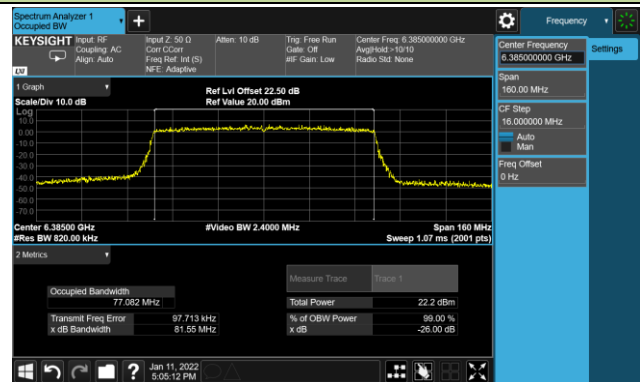 Spectrum Analyzer 1
Occupied BW
Frequency
KEYSIGHT
Input: RF
Coupling: AC
Align: Auto
Input Z: 50 Ω
Corr CCorr
Freq Ref: Int (S)
NFE: Adaptive
Atten: 10 dB
Trig: Free Run
Gate: Off
#IF Gain: Low
Center Freq: 6.385000000 GHz
Avg|Hold:>10/10
Radio Std: None
LXI
Center Frequency
6.385000000 GHz
Settings
Span
160.00 MHz
CF Step
16.000000 MHz
Auto
Man
Freq Offset
0 Hz
1 Graph
Scale/Div 10.0 dB
Ref Lvl Offset 22.50 dB
Ref Value 20.00 dBm
Log
10.0
0.00
-10.0
-20.0
-30.0
-40.0
-50.0
-60.0
-70.0
Center 6.38500 GHz
#Res BW 820.00 kHz
#Video BW 2.4000 MHz
Span 160 MHz
Sweep 1.07 ms (2001 pts)
2 Metrics
Measure Trace
Trace 1
Occupied Bandwidth
77.082 MHz
Total Power
22.2 dBm
Transmit Freq Error
97.713 kHz
% of OBW Power
99.00 %
x dB Bandwidth
81.55 MHz
x dB
-26.00 dB
?
Jan 11, 2022
5:05:12 PM